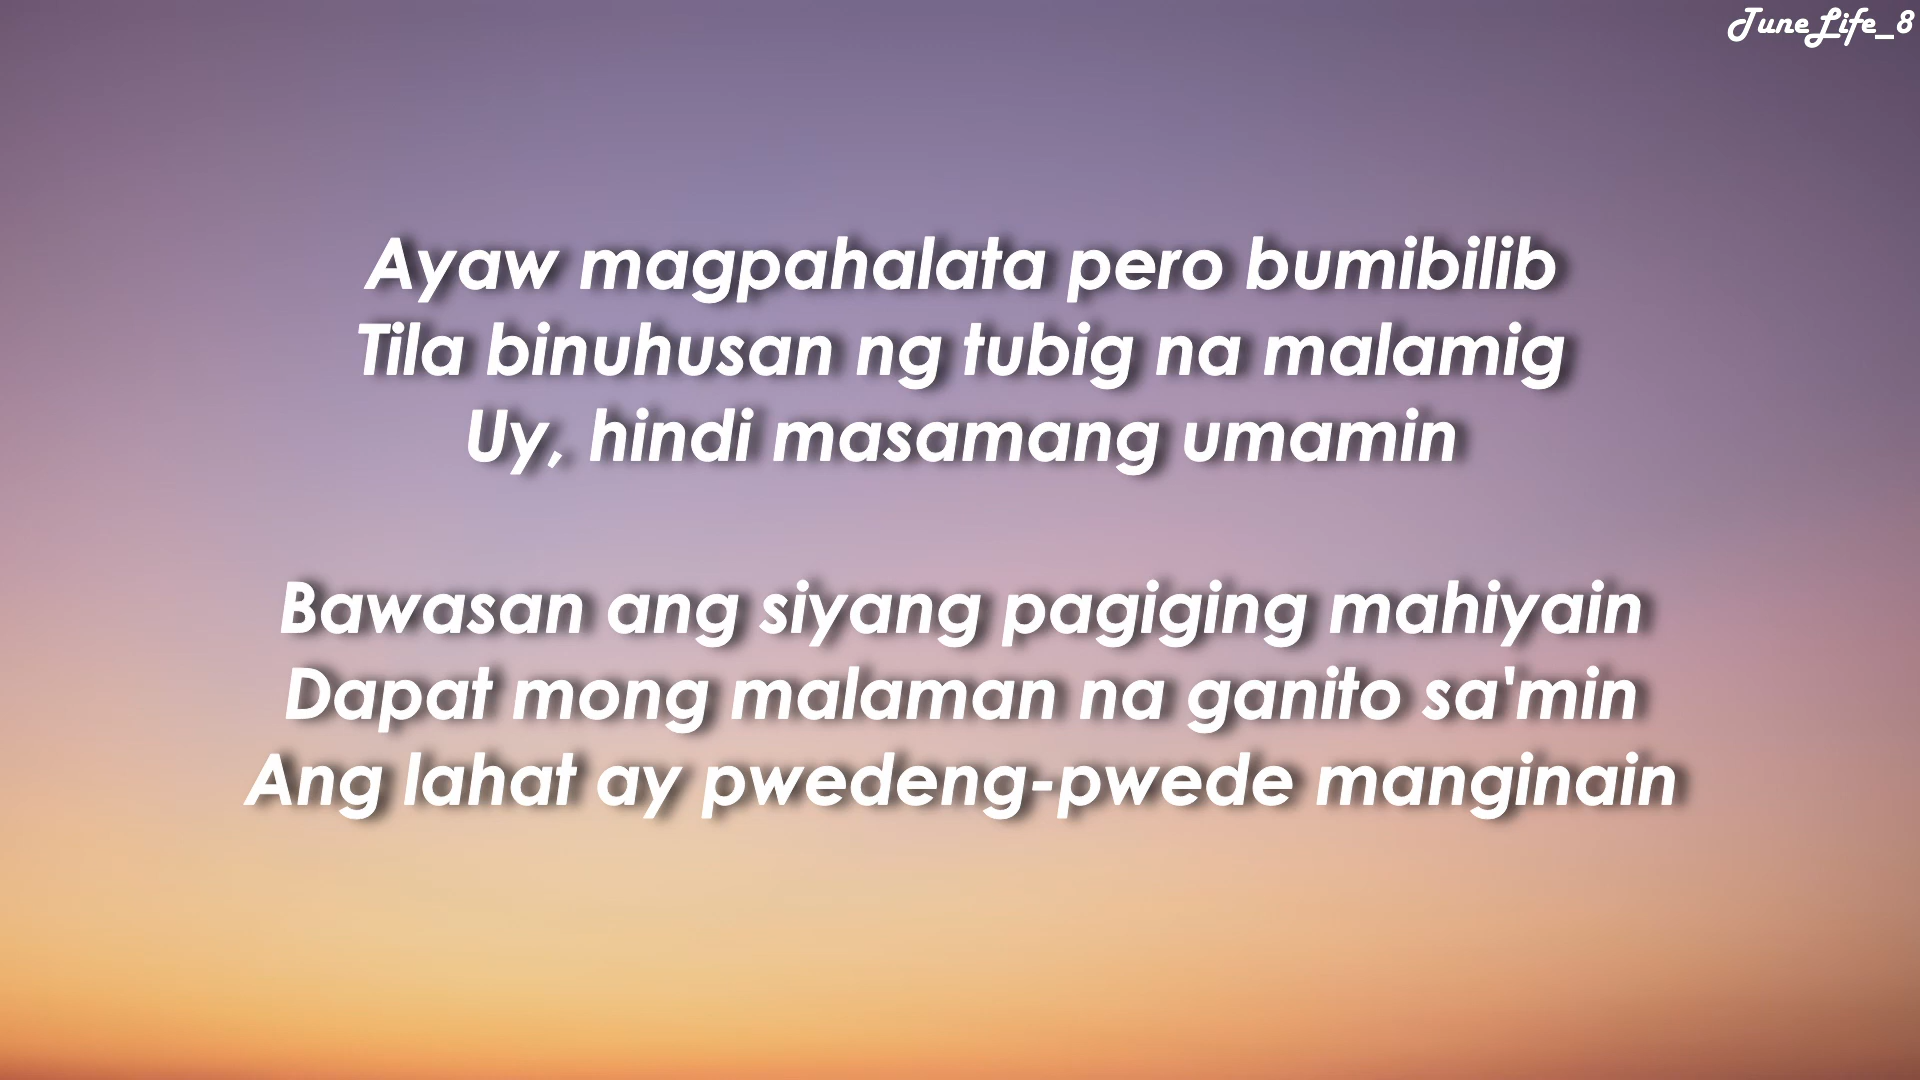 TuneLife_8
Ayaw magpahalata pero bumibilib
Tila binuhusan ng tubig na malamig
Uy, hindi masamang umamin
Bawasan ang siyang pagiging mahiyain
Dapat mong malaman na ganito sa'min
Ang lahat ay pwedeng-pwede manginain